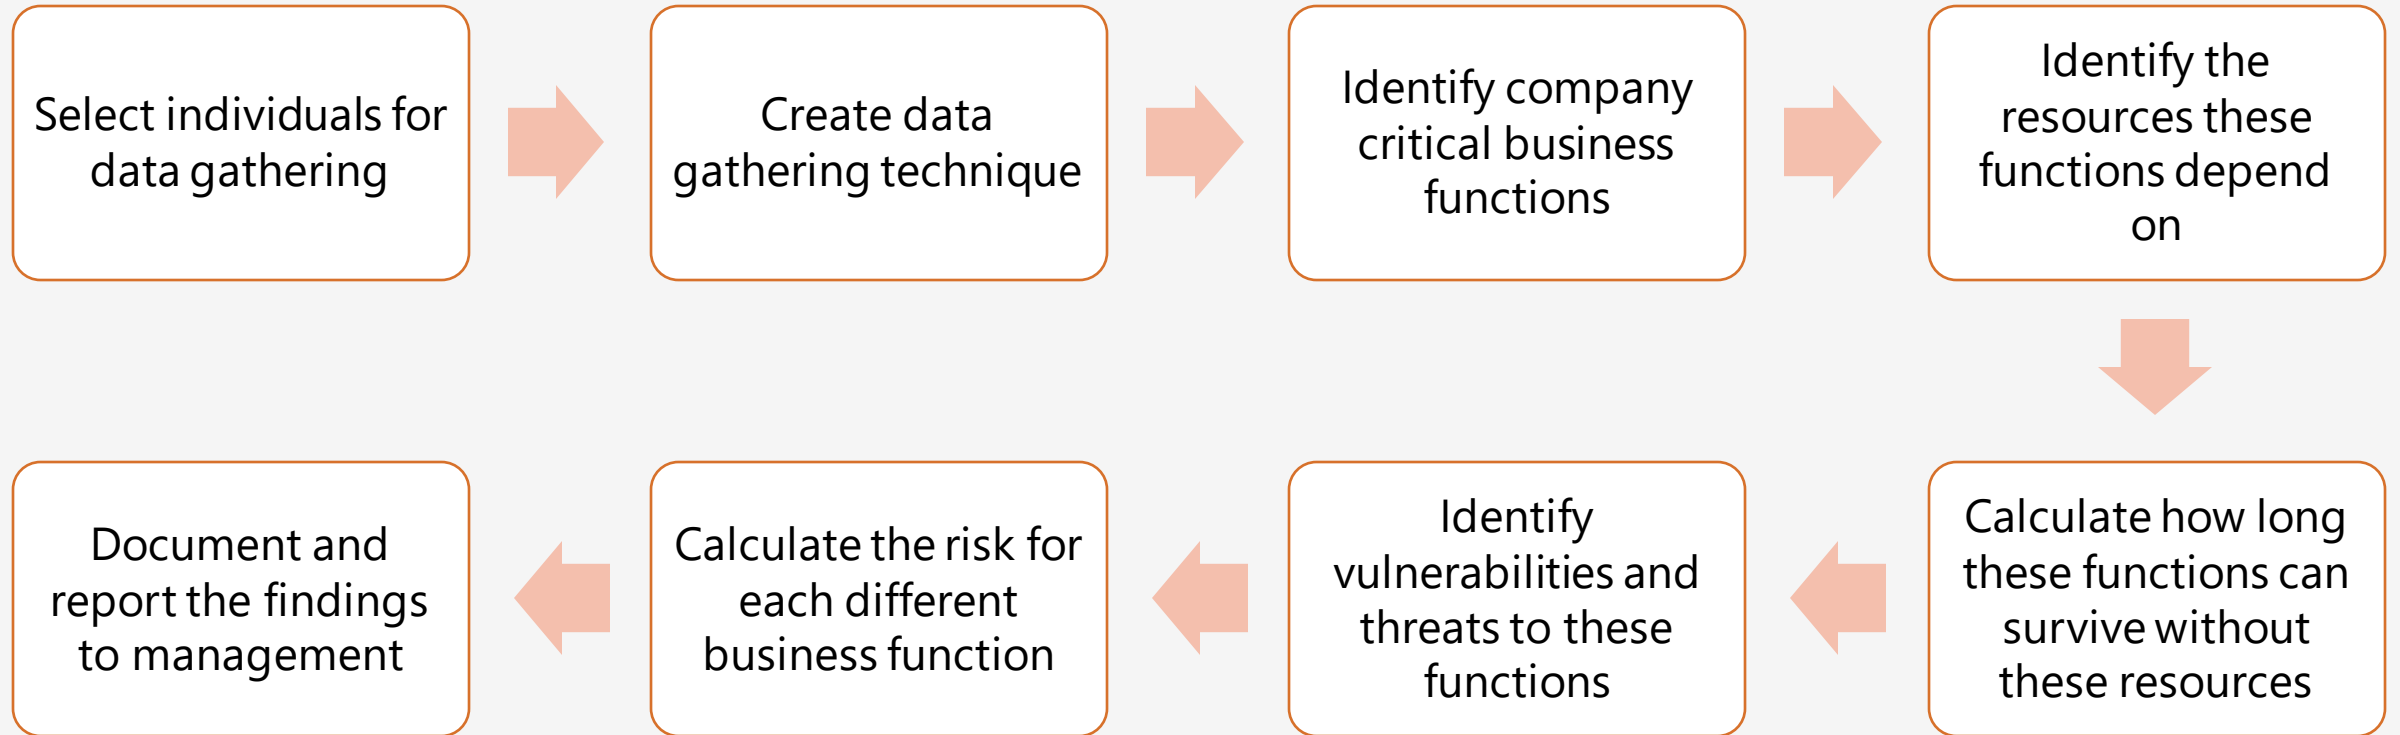 Select individuals for
data gathering
Create data
gathering technique
Identify company
critical business
functions
Identify the
resources these
functions depend
on
Calculate how long
these functions can
survive without
these resources
Identify
vulnerabilities and
threats to these
functions
Calculate the risk for
each different
business function
Document and
report the findings
to management